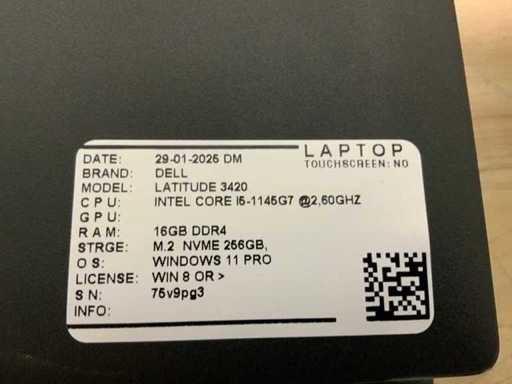 LAPTOP
TOUCHSCREEN: NO
DATE: 29-01-2025 DM
BRAND: DELL
MODEL: LATITUDE 3420
C P U: INTEL CORE I5-1145G7 @2,60GHZ
G P U:
R A M: 16GB DDR4
STRGE: M.2 NVME 256GB,
O S: WINDOWS 11 PRO
LICENSE: WIN 8 OR >
S N: 75v9pg3
INFO: